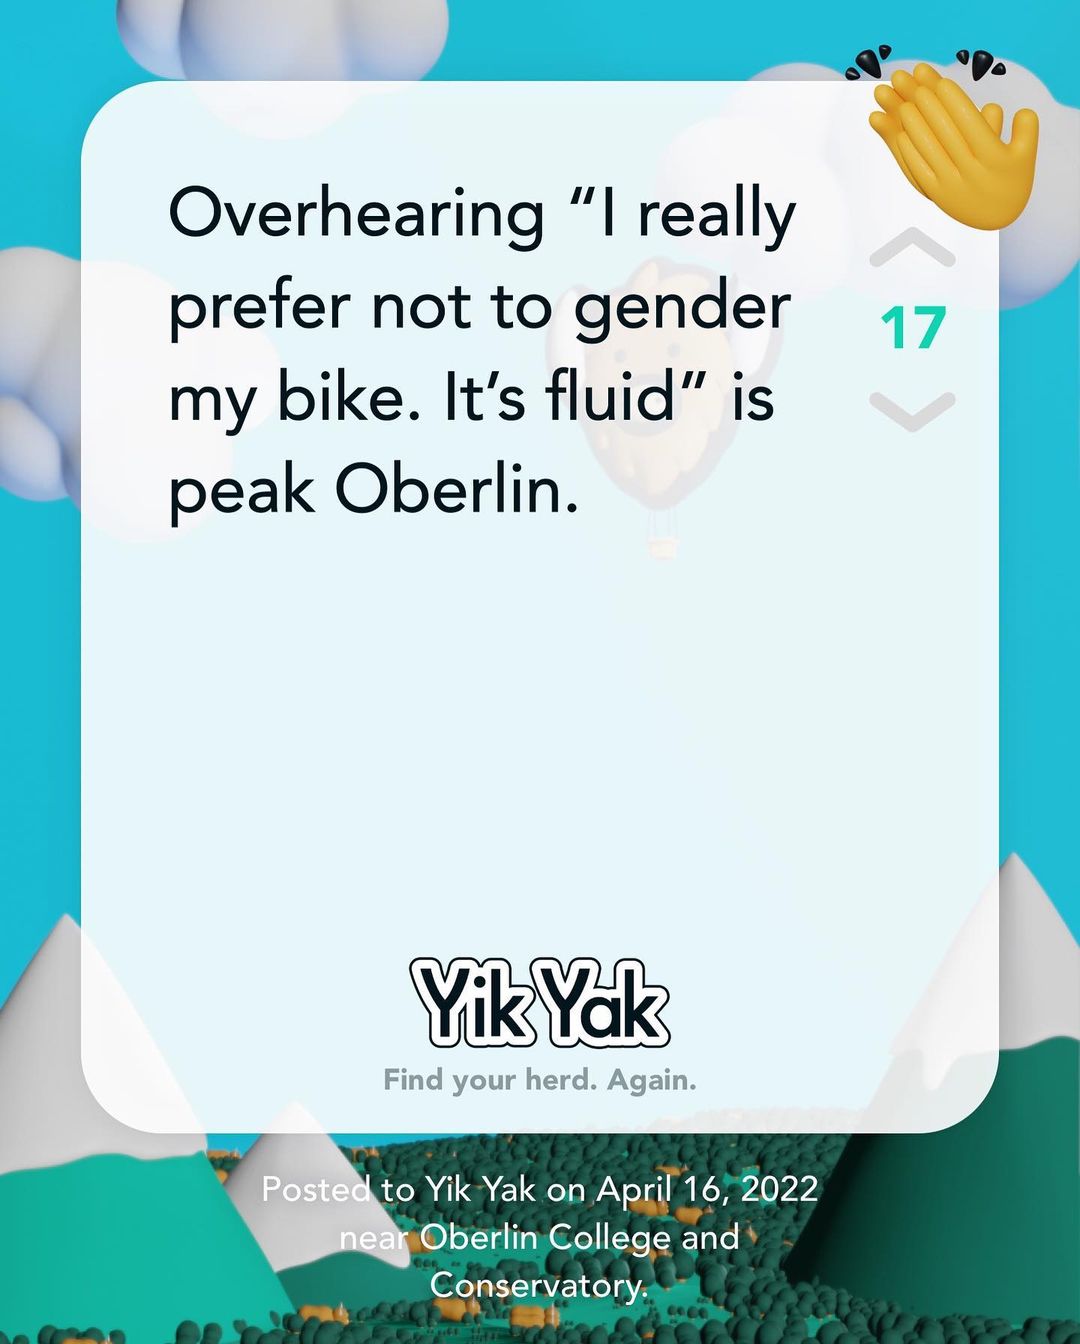 Overhearing “I really
prefer not to gender
my bike. It’s fluid” is
peak Oberlin.
17
Yik Yak
Find your herd. Again.
Posted to Yik Yak on April 16, 2022
near Oberlin College and
Conservatory.